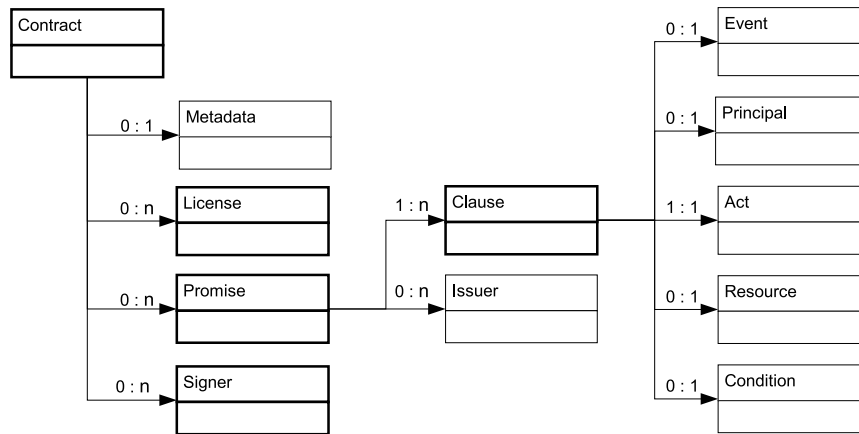 Contract
0 : 1
Metadata
0 : n
License
0 : n
Promise
0 : n
Signer
1 : n
Clause
0 : n
Issuer
0 : 1
Event
0 : 1
Principal
1 : 1
Act
0 : 1
Resource
0 : 1
Condition